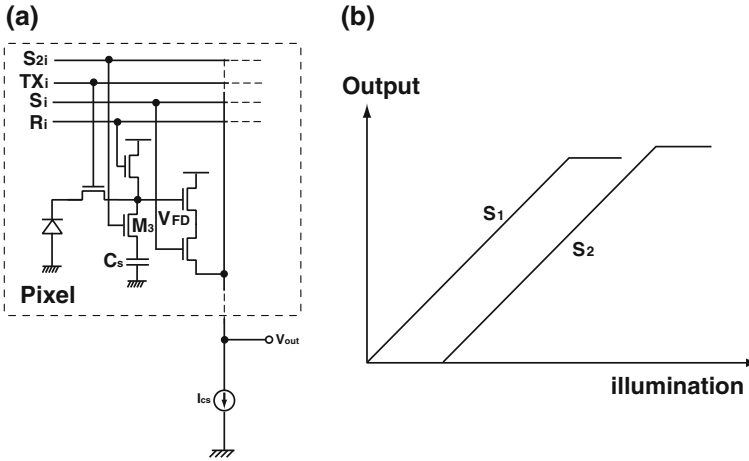 (a)
S2i
TXi
Si
Ri
M3
VFD
Cs
Pixel
Vout
Ics
(b)
Output
S1
S2
illumination